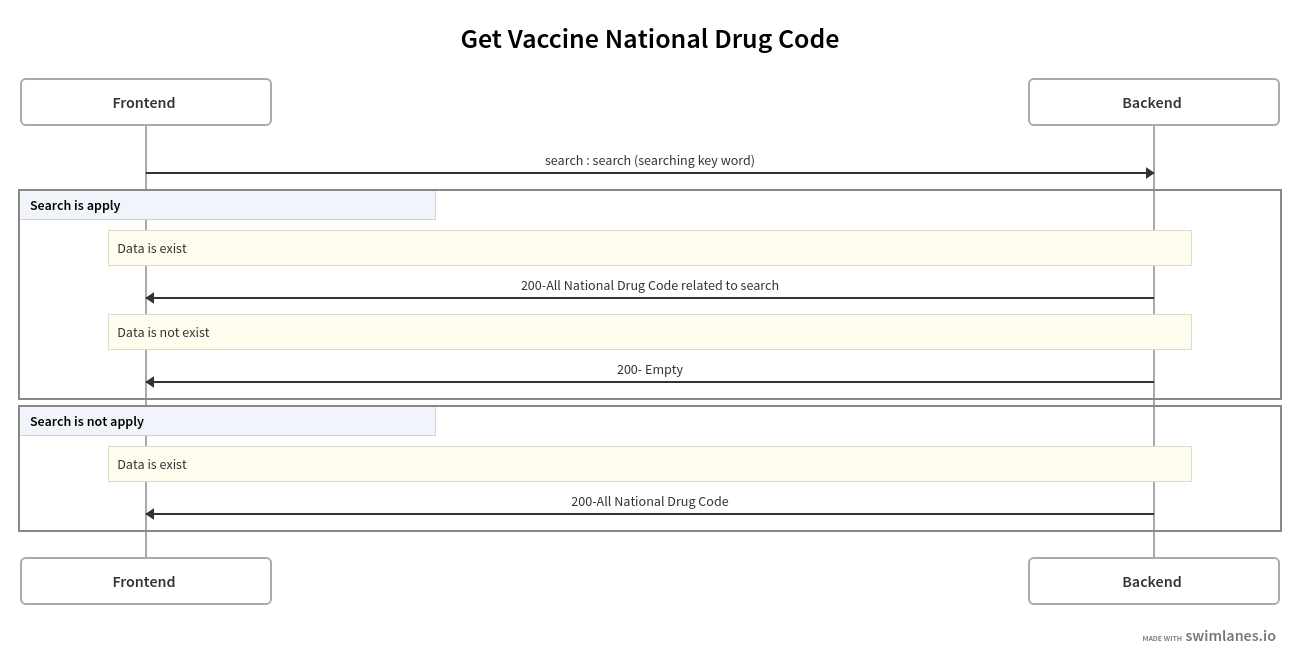 Get Vaccine National Drug Code
Frontend
Backend
search : search (searching key word)
Search is apply
Data is exist
200-All National Drug Code related to search
Data is not exist
200- Empty
Search is not apply
Data is exist
200-All National Drug Code
Frontend
Backend
MADE WITH swimlanes.io